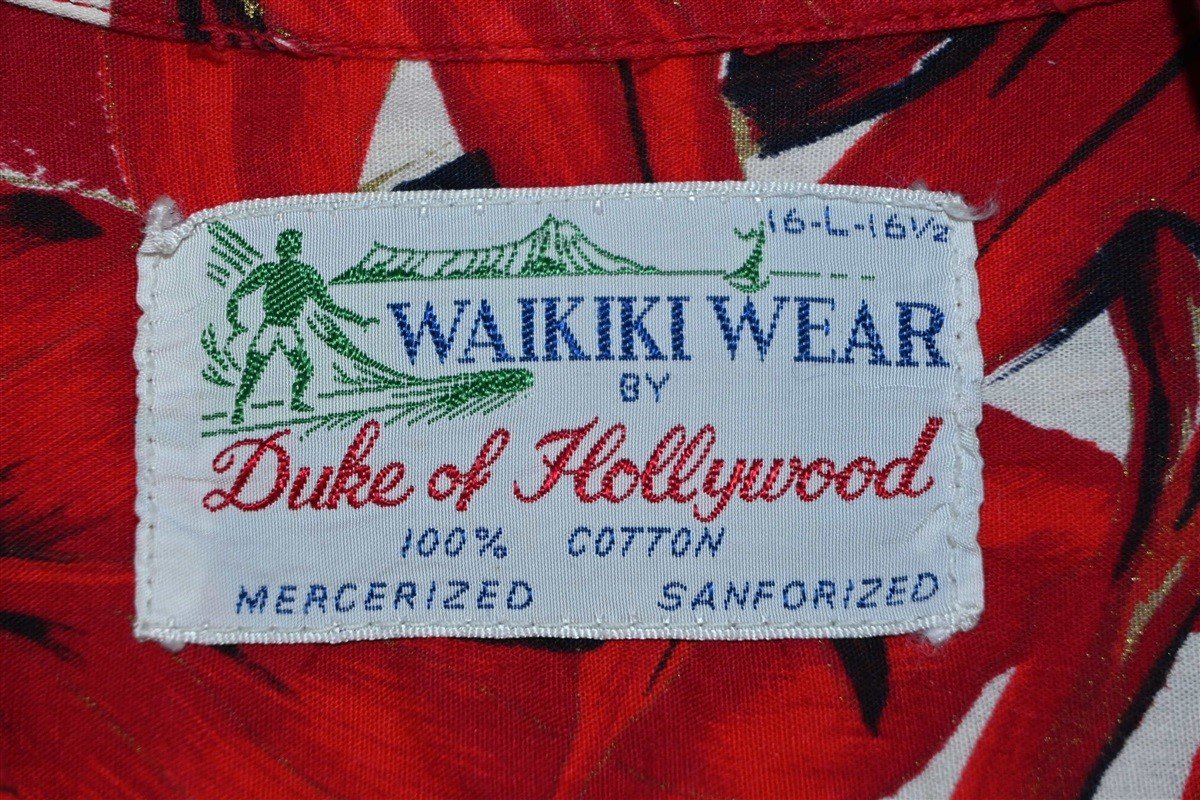 16-L-16½
WAIKIKI WEAR
BY
Duke of Hollywood
100% COTTON
MERCERIZED SANFORIZED